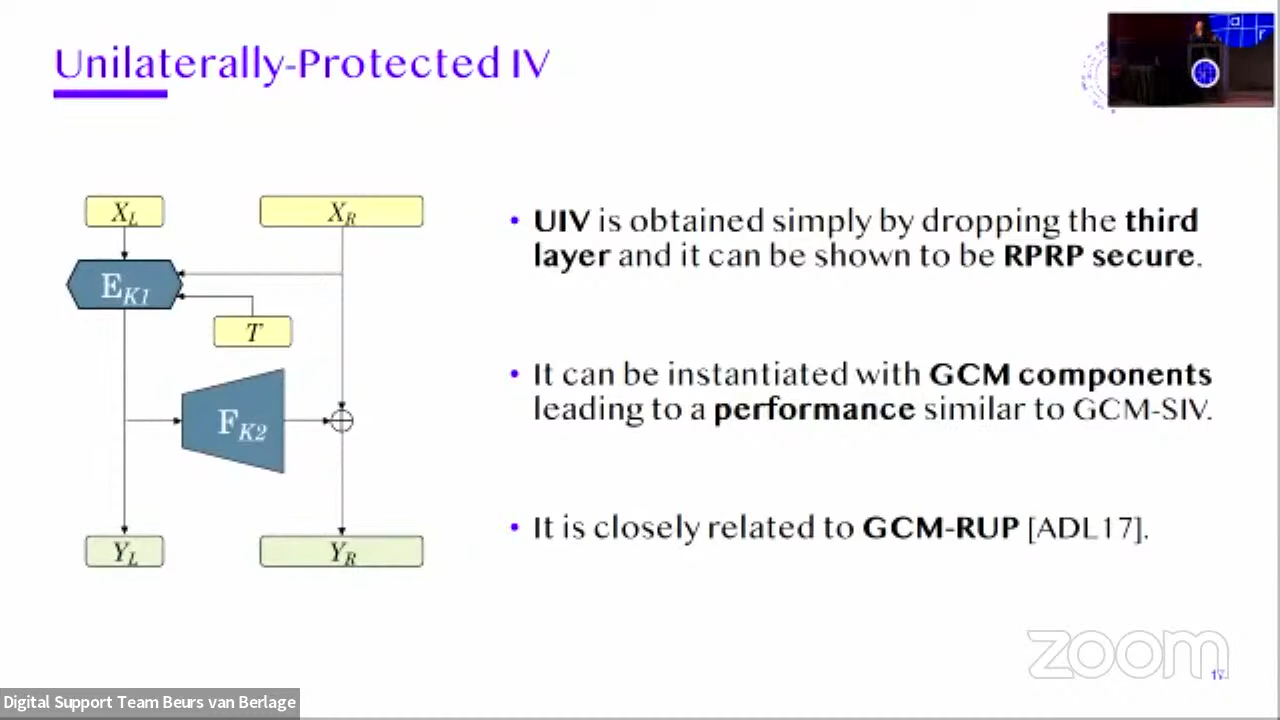 Unilaterally-Protected IV
X_L
X_R
E_K1
T
F_K2
Y_L
Y_R
• UIV is obtained simply by dropping the third
layer and it can be shown to be RPRP secure.
• It can be instantiated with GCM components
leading to a performance similar to GCM-SIV.
• It is closely related to GCM-RUP [ADL17].
zoom
17
Digital Support Team Beurs van Berlage